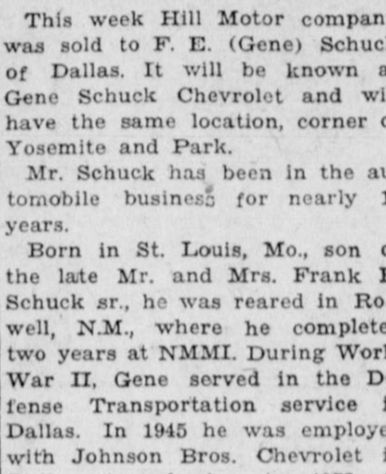 This week Hill Motor compan
was sold to F. E. (Gene) Schuc
of Dallas. It will be known a
Gene Schuck Chevrolet and wi
have the same location, corner o
Yosemite and Park.
Mr. Schuck has been in the au
tomobile business for nearly 1
years.
Born in St. Louis, Mo., son o
the late Mr. and Mrs. Frank
Schuck sr., he was reared in Ro
well, N.M., where he complete
two years at NMMI. During Worl
War II, Gene served in the D
fense Transportation service
Dallas. In 1945 he was employe
with Johnson Bros. Chevrolet